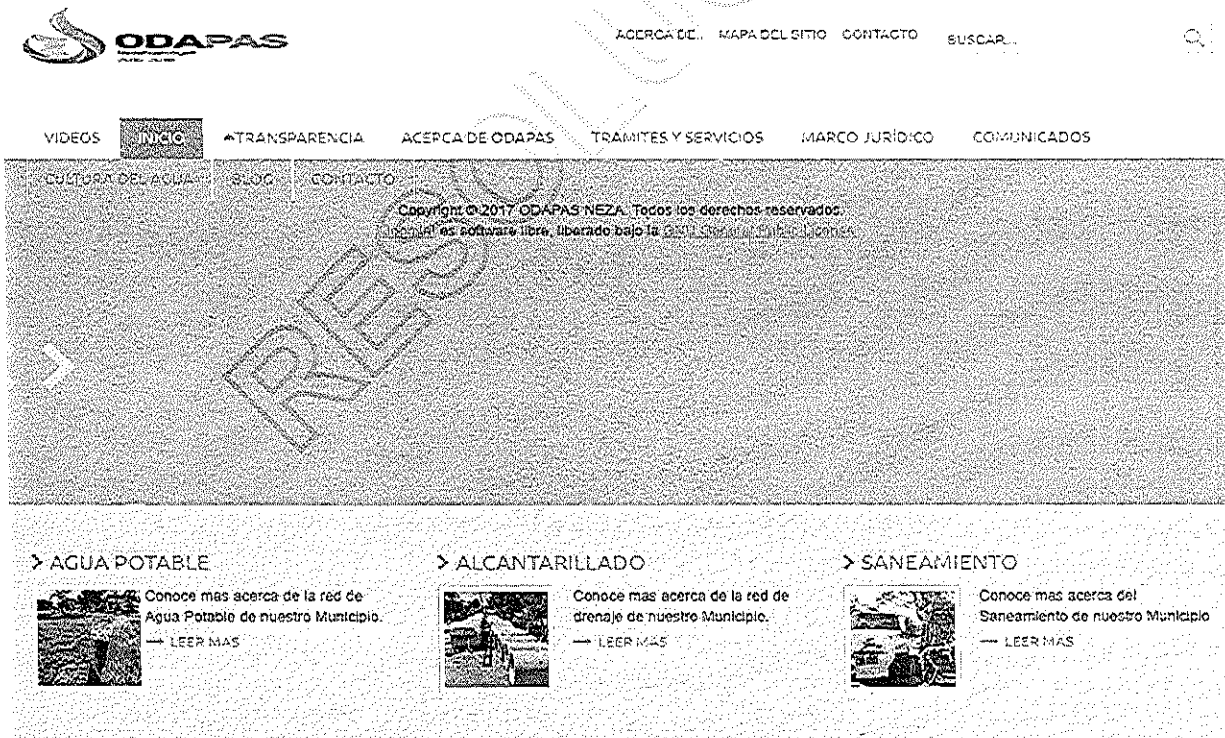 ODAPAS
ACERCA DE.. MAPA DEL SITIO CONTACTO BUSCAR...
VIDEOS INICIO TRANSPARENCIA ACERCA DE ODAPAS TRAMITES Y SERVICIOS MARCO JURÍDICO COMUNICADOS
CULTURA DEL AGUA BLOG CONTACTO
Copyright © 2017 ODAPAS NEZA. Todos los derechos reservados.
es software libre, liberado bajo la
RESOL
> AGUA POTABLE
Conoce mas acerca de la red de
Agua Potable de nuestro Municipio.
LEER MAS
> ALCANTARILLADO
Conoce mas acerca de la red de
drenaje de nuestro Municipio.
LEER MAS
> SANEAMIENTO
Conoce mas acerca del
Saneamiento de nuestro Municipio
LEER MAS